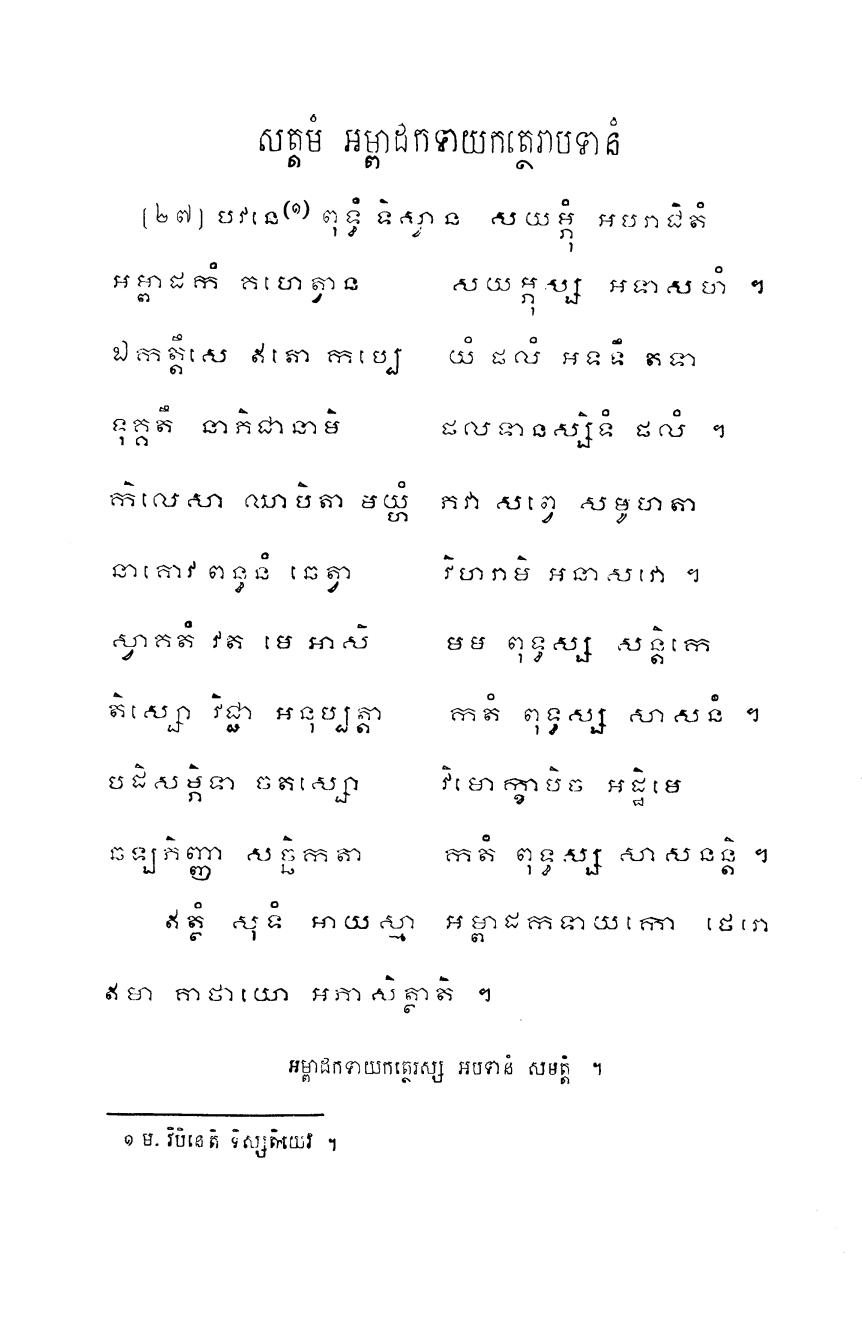 សត្តមំ អម្ពាដកទាយកត្ថេរាបទានំ
(២៧) បវនេ(១) ពុទ្ធំ ទិស្វាន សយម្ភុំ អបរាជិតំ
អម្ពាដកំ គហេត្វាន សយម្ភុស្ស អទាសហំ ។
ឯកត្តឹសេ ឥតោ កប្បេ យំ ផលំ អទទឹ តទា
ទុគ្គតឹ នាភិជានាមិ ផលទានស្សិទំ ផលំ ។
កិលេសា ឈាបិតា មយ្ហំ ភវា សព្វេ សមូហតា
នាគោវ ពន្ធនំ ឆេត្វា វិហរាមិ អនាសវោ ។
ស្វាគតំ វត មេ អាសិ មម ពុទ្ធស្ស សន្តិកេ
តិស្សោ វិជ្ជា អនុប្បត្តា កតំ ពុទ្ធស្ស សាសនំ ។
បដិសម្ភិទា ចតស្សោ វិមោក្ខាបិច អដ្ឋិមេ
ឆឡ្បភិញ្ញា សច្ឆិកតា កតំ ពុទ្ធស្ស សាសនន្តិ ។
ឥត្ថំ សុទំ អាយស្មា អម្ពាដកទាយកោ ថេរោ
ឥមា គាថាយោ អភាសិត្ថាតិ ។
អម្ពាដកទាយកត្ថេរស្ស អបទានំ សមត្តំ ។
១ ម. វិបិនេតិ ទិស្សតិយេវ ។